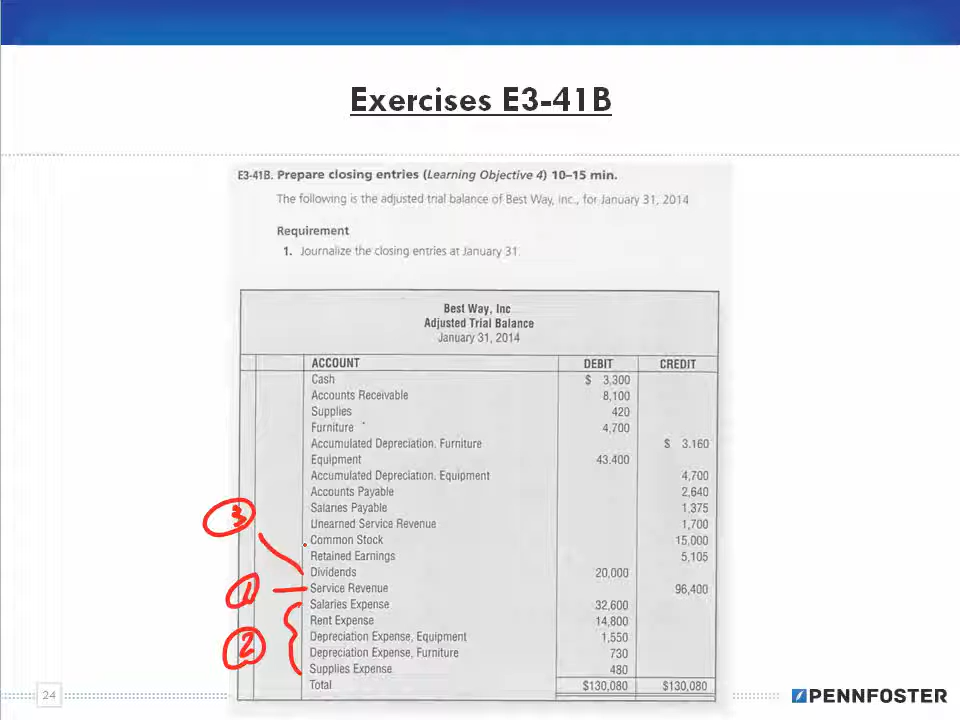 Exercises E3-41B
E3-41B. Prepare closing entries (Learning Objective 4) 10–15 min.
The following is the adjusted trial balance of Best Way, Inc., for January 31, 2014
Requirement
1. Journalize the closing entries at January 31.
Best Way, Inc
Adjusted Trial Balance
January 31, 2014
ACCOUNT DEBIT CREDIT
Cash $ 3,300
Accounts Receivable 8,100
Supplies 420
Furniture 4,700
Accumulated Depreciation, Furniture $ 3.160
Equipment 43.400
Accumulated Depreciation, Equipment 4,700
Accounts Payable 2,640
Salaries Payable 1,375
Unearned Service Revenue 1,700
3
Common Stock 15,000
Retained Earnings 5,105
Dividends 20,000
1 Service Revenue 96,400
Salaries Expense 32,600
Rent Expense 14,800
Depreciation Expense, Equipment 1,550
2
Depreciation Expense, Furniture 730
Supplies Expense 480
Total $130,080 $130,080
24
PENNFOSTER